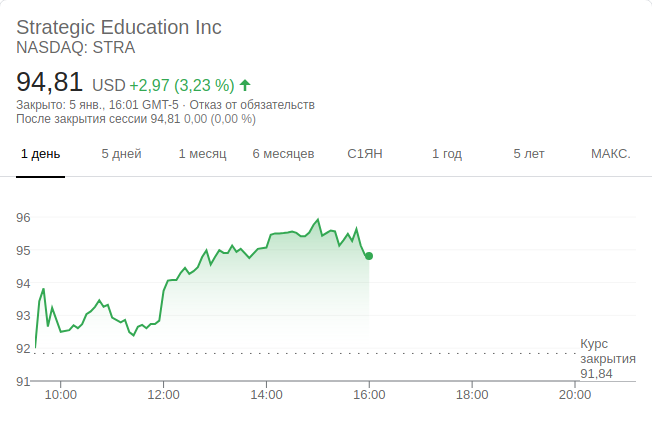 Strategic Education Inc
NASDAQ: STRA
94,81 USD +2,97 (3,23 %)
Закрыто: 5 янв., 16:01 GMT-5 · Отказ от обязательств
После закрытия сессии 94,81 0,00 (0,00 %)
1 день 5 дней 1 месяц 6 месяцев С1ЯН 1 год 5 лет МАКС.
96
95
94
93
92
Курс
закрытия
91,84
91
10:00 12:00 14:00 16:00 18:00 20:00